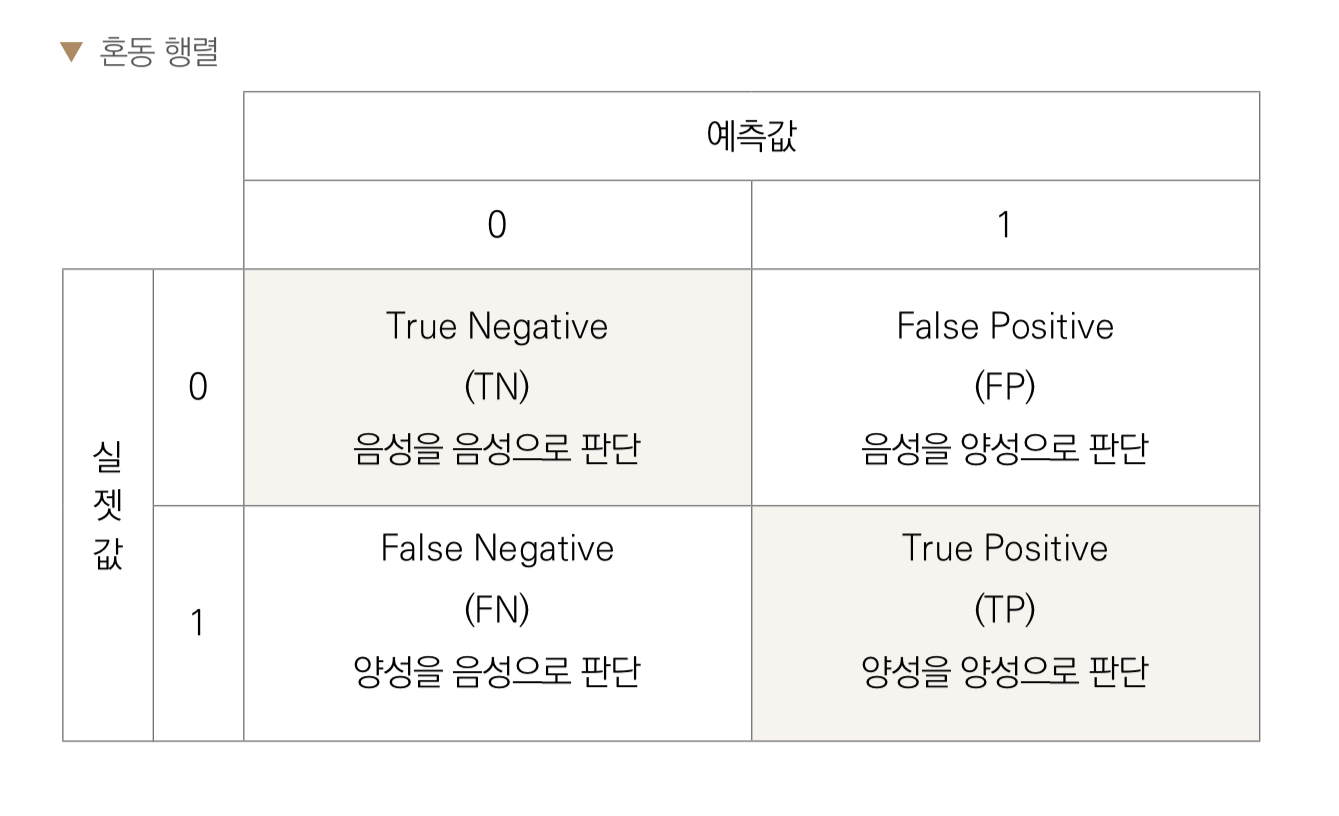 ▼ 혼동 행렬
예측값
0 1
실젯값
0
True Negative
(TN)
음성을 음성으로 판단
False Positive
(FP)
음성을 양성으로 판단
1
False Negative
(FN)
양성을 음성으로 판단
True Positive
(TP)
양성을 양성으로 판단